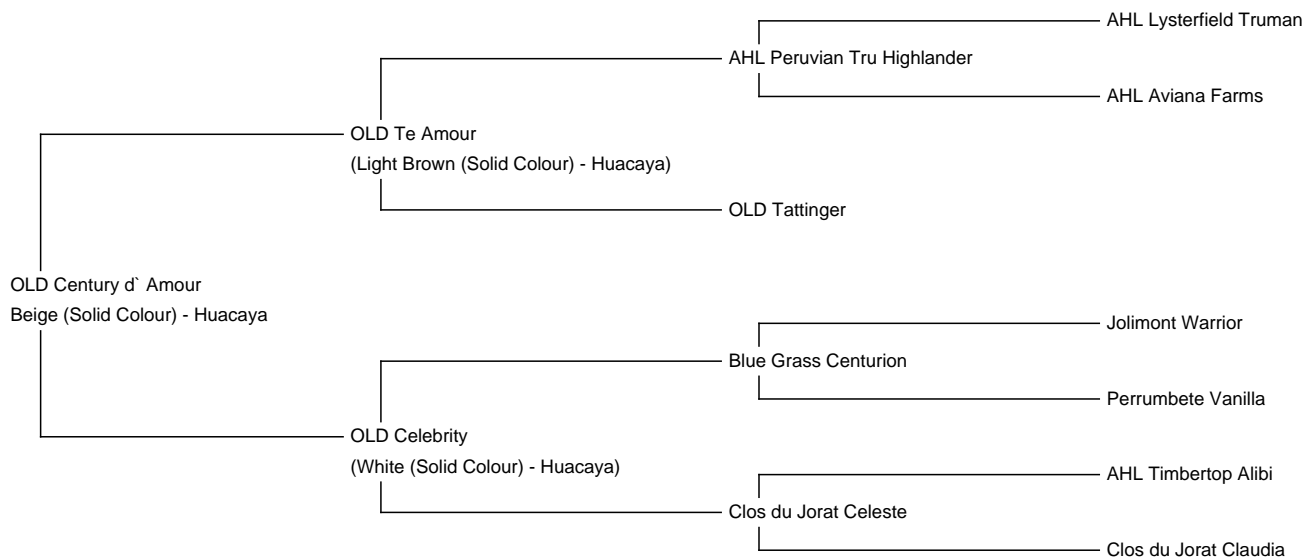 AHL Lysterfield Truman
AHL Peruvian Tru Highlander
AHL Aviana Farms
OLD Te Amour
(Light Brown (Solid Colour) - Huacaya)
OLD Tattinger
OLD Century d` Amour
Beige (Solid Colour) - Huacaya
Jolimont Warrior
Blue Grass Centurion
Perrumbete Vanilla
OLD Celebrity
(White (Solid Colour) - Huacaya)
AHL Timbertop Alibi
Clos du Jorat Celeste
Clos du Jorat Claudia